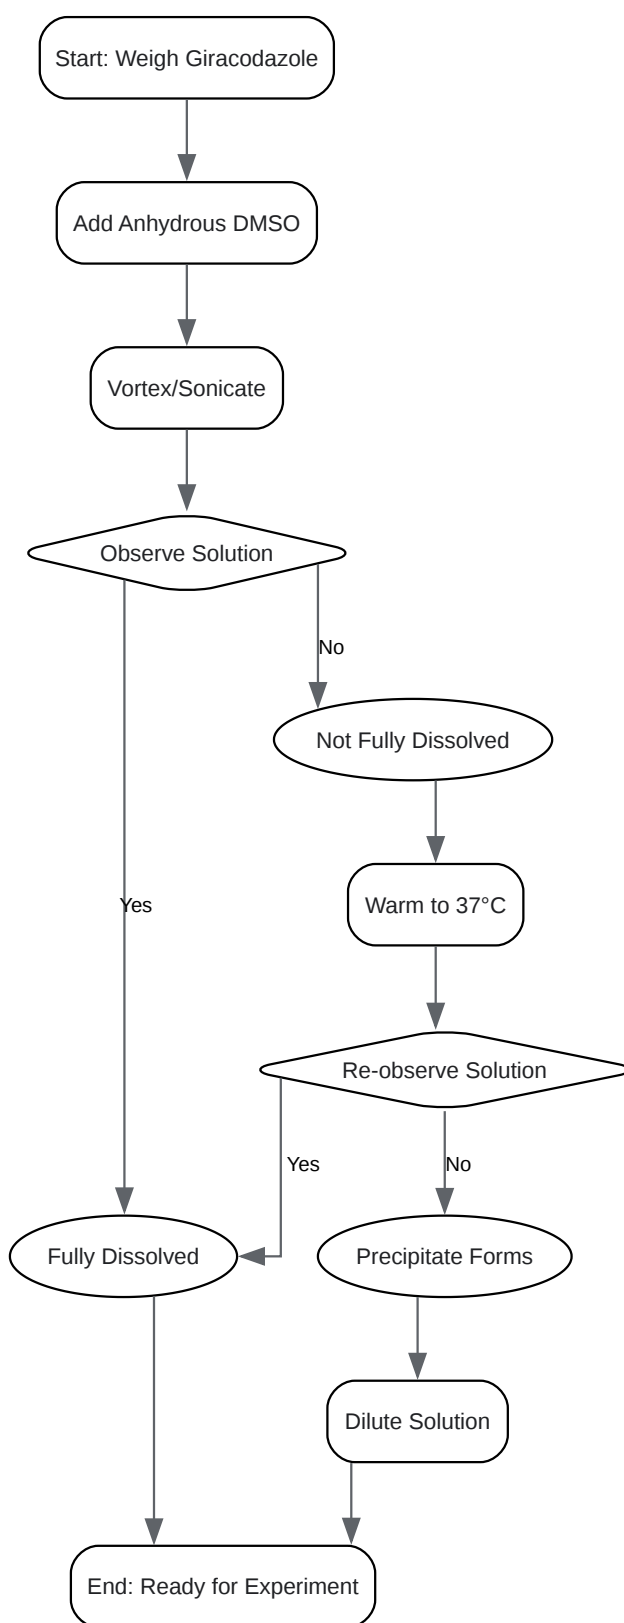 Start: Weigh Giracodazole
Add Anhydrous DMSO
Vortex/Sonicate
Observe Solution
No
Not Fully Dissolved
Yes
Warm to 37°C
Re-observe Solution
Yes
No
Fully Dissolved
Precipitate Forms
Dilute Solution
End: Ready for Experiment